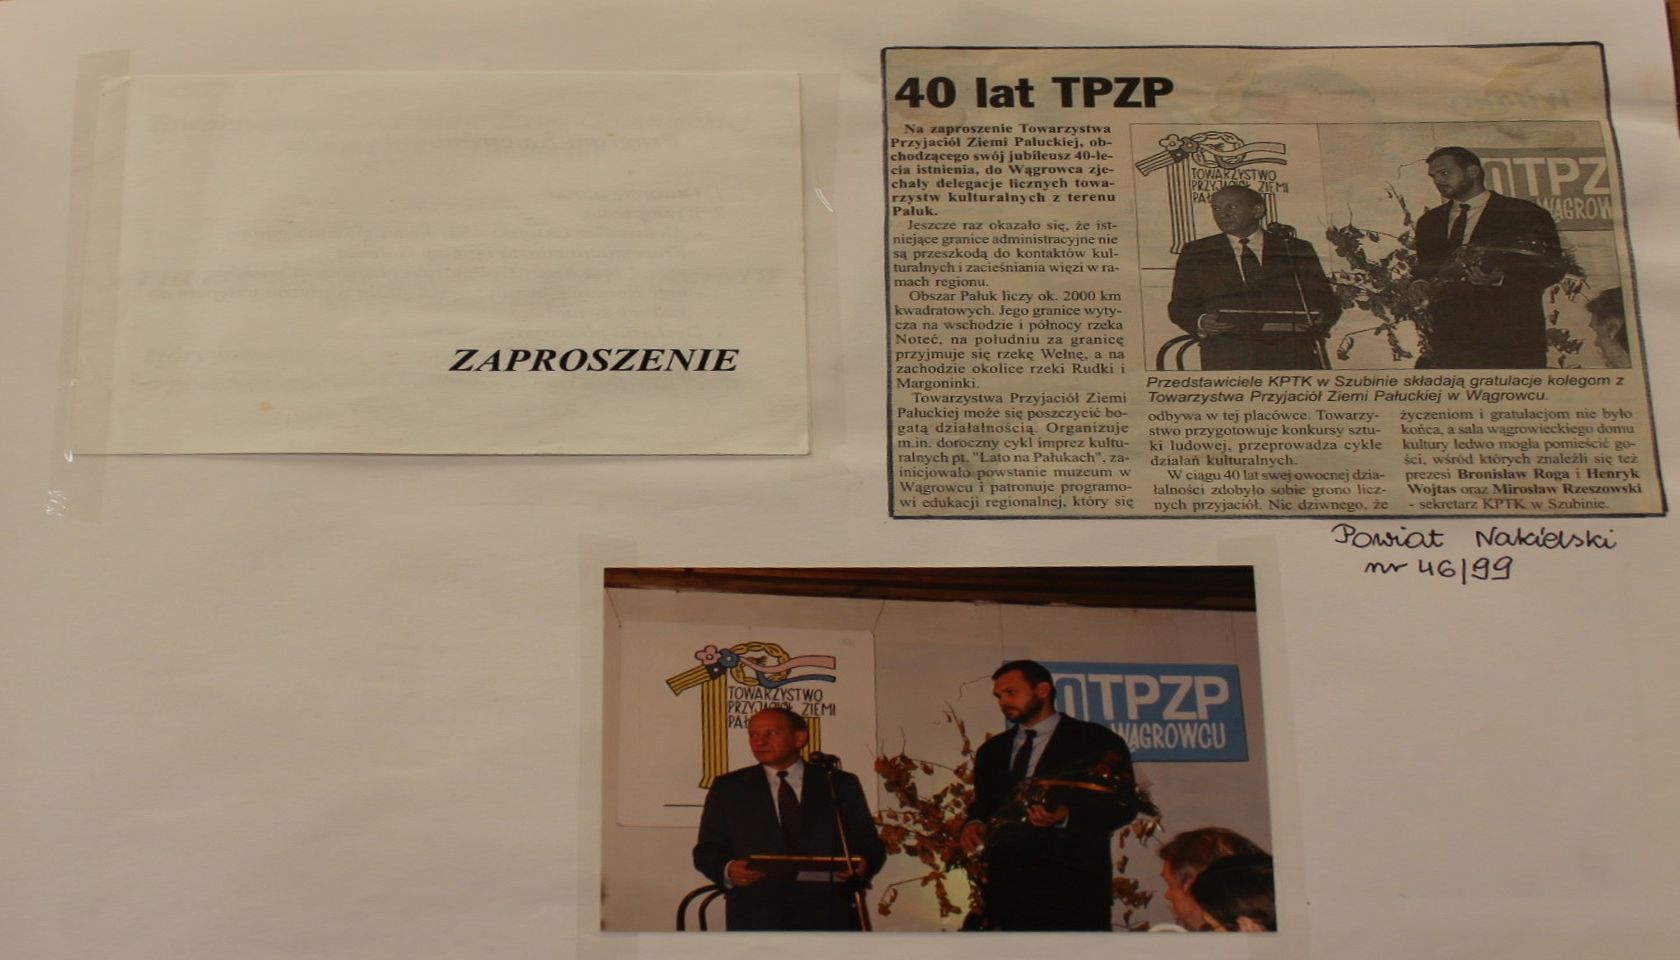 ZAPROSZENIE
40 lat TPZP
Na zaproszenie Towarzystwa
Przyjaciół Ziemi Pałuckiej, ob-
chodzącego swój jubileusz 40-le-
cia istnienia, do Wągrowca zje-
chały delegacje licznych towa-
rzystw kulturalnych z terenu
Pałuk.
Jeszcze raz okazało się, że ist-
niejące granice administracyjne nie
są przeszkodą do kontaktów kul-
turalnych i zacieśniania więzi w ra-
mach regionu.
Obszar Pałuk liczy ok. 2000 km
kwadratowych. Jego granice wyty-
cza na wschodzie i północy rzeka
Noteć, na południu za granicę
przyjmuje się rzekę Wełnę, a na
zachodzie okolice rzeki Rudki i
Margoninki.
Towarzystwa Przyjaciół Ziemi
Pałuckiej może się poszczycić bo-
gatą działalnością. Organizuje
m.in. doroczny cykl imprez kultu-
ralnych pt. "Lato na Pałukach", za-
inicjowało powstanie muzeum w
Wągrowcu i patronuje programo-
wi edukacji regionalnej, który się
TOWARZYSTWO
PRZYJACIÓŁ ZIEMI
PAŁ
TPZ
WĄGROW
Przedstawiciele KPTK w Szubinie składają gratulacje kolegom z
Towarzystwa Przyjaciół Ziemi Pałuckiej w Wągrowcu.
odbywa w tej placówce. Towarzy-
stwo przygotowuje konkursy sztu-
ki ludowej, przeprowadza cykle
działań kulturalnych.
W ciągu 40 lat swej owocnej dzia-
łalności zdobyło sobie grono licz-
nych przyjaciół. Nic dziwnego, że
życzeniom i gratulacjom nie było
końca, a sala wągrowieckiego domu
kultury ledwo mogła pomieścić go-
ści, wśród których znaleźli się też
prezesi Bronisław Roga i Henryk
Wojtas oraz Mirosław Rzeszowski
- sekretarz KPTK w Szubinie.
Powiat Nakielski
nr 46/99
TOWARZYSTWO
PRZYJACIÓŁ ZIEMI
PAŁ
TPZP
WĄGROWCU